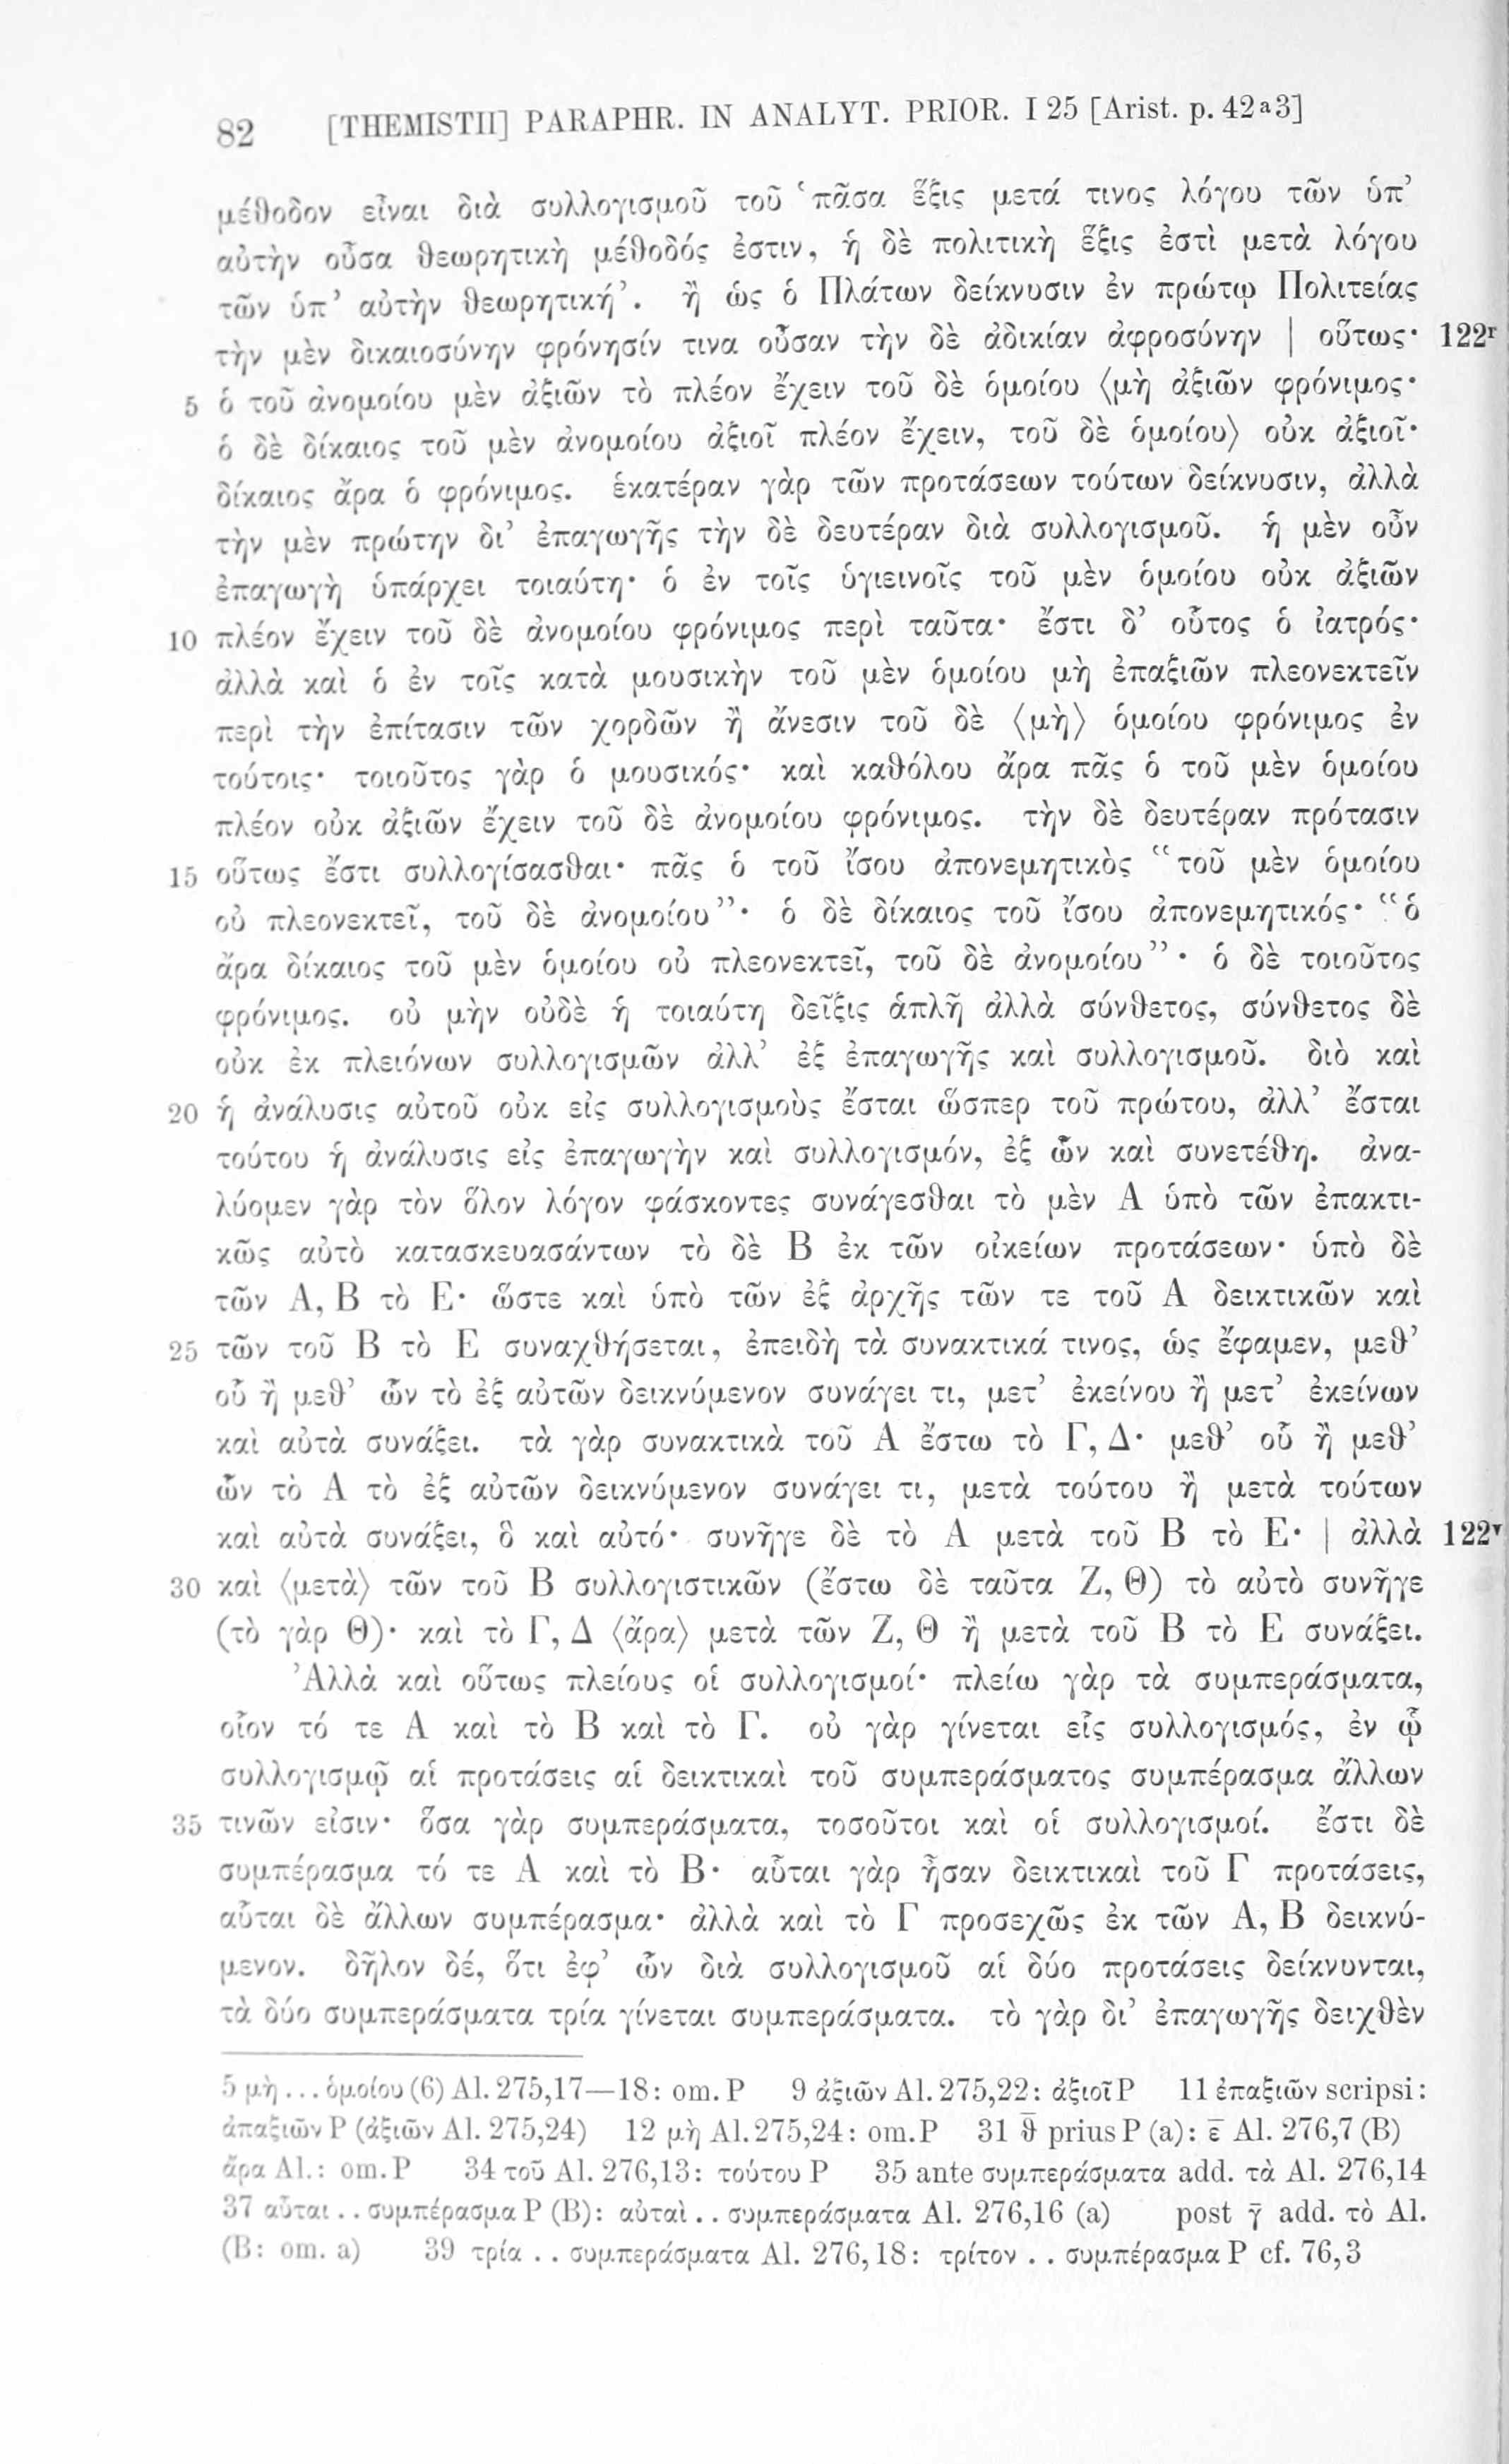 82 [THEMISTII] PARAPHR. IN ANALYT. PRIOR. I 25 [Arist. p. 42ᵃ3]
μέθοδον εἶναι διὰ συλλογισμοῦ τοῦ ʿπᾶσα ἕξις μετά τινος λόγου τῶν ὑπ’
αὐτὴν οὖσα θεωρητικὴ μέθοδός ἐστιν, ἡ δὲ πολιτικὴ ἕξις ἐστὶ μετὰ λόγου
τῶν ὑπ’ αὐτὴν θεωρητική’. ἢ ὡς ὁ Πλάτων δείκνυσιν ἐν πρώτῳ Πολιτείας
τὴν μὲν δικαιοσύνην φρόνησίν τινα οὖσαν τὴν δὲ ἀδικίαν ἀφροσύνην | οὕτως· 122ʳ
5 ὁ τοῦ ἀνομοίου μὲν ἀξιῶν τὸ πλέον ἔχειν τοῦ δὲ ὁμοίου ⟨μὴ ἀξιῶν φρόνιμος·
ὁ δὲ δίκαιος τοῦ μὲν ἀνομοίου ἀξιοῖ πλέον ἔχειν, τοῦ δὲ ὁμοίου⟩ οὐκ ἀξιοῖ·
δίκαιος ἄρα ὁ φρόνιμος. ἑκατέραν γὰρ τῶν προτάσεων τούτων δείκνυσιν, ἀλλὰ
τὴν μὲν πρώτην δι’ ἐπαγωγῆς τὴν δὲ δευτέραν διὰ συλλογισμοῦ. ἡ μὲν οὖν
ἐπαγωγὴ ὑπάρχει τοιαύτη· ὁ ἐν τοῖς ὑγιεινοῖς τοῦ μὲν ὁμοίου οὐκ ἀξιῶν
10 πλέον ἔχειν τοῦ δὲ ἀνομοίου φρόνιμος περὶ ταῦτα· ἔστι δ’ οὗτος ὁ ἰατρός·
ἀλλὰ καὶ ὁ ἐν τοῖς κατὰ μουσικὴν τοῦ μὲν ὁμοίου μὴ ἐπαξιῶν πλεονεκτεῖν
περὶ τὴν ἐπίτασιν τῶν χορδῶν ἢ ἄνεσιν τοῦ δὲ ⟨μὴ⟩ ὁμοίου φρόνιμος ἐν
τούτοις· τοιοῦτος γὰρ ὁ μουσικός· καὶ καθόλου ἄρα πᾶς ὁ τοῦ μὲν ὁμοίου
πλέον οὐκ ἀξιῶν ἔχειν τοῦ δὲ ἀνομοίου φρόνιμος. τὴν δὲ δευτέραν πρότασιν
15 οὕτως ἔστι συλλογίσασθαι· πᾶς ὁ τοῦ ἴσου ἀπονεμητικὸς “τοῦ μὲν ὁμοίου
οὐ πλεονεκτεῖ, τοῦ δὲ ἀνομοίου”· ὁ δὲ δίκαιος τοῦ ἴσου ἀπονεμητικός· “ὁ
ἄρα δίκαιος τοῦ μὲν ὁμοίου οὐ πλεονεκτεῖ, τοῦ δὲ ἀνομοίου”· ὁ δὲ τοιοῦτος
φρόνιμος. οὐ μὴν οὐδὲ ἡ τοιαύτη δεῖξις ἁπλῆ ἀλλὰ σύνθετος, σύνθετος δὲ
οὐκ ἐκ πλειόνων συλλογισμῶν ἀλλ’ ἐξ ἐπαγωγῆς καὶ συλλογισμοῦ. διὸ καὶ
20 ἡ ἀνάλυσις αὐτοῦ οὐκ εἰς συλλογισμοὺς ἔσται ὥσπερ τοῦ πρώτου, ἀλλ’ ἔσται
τούτου ἡ ἀνάλυσις εἰς ἐπαγωγὴν καὶ συλλογισμόν, ἐξ ὧν καὶ συνετέθη. ἀνα-
λύομεν γὰρ τὸν ὅλον λόγον φάσκοντες συνάγεσθαι τὸ μὲν Α ὑπὸ τῶν ἐπακτι-
κῶς αὐτὸ κατασκευασάντων τὸ δὲ Β ἐκ τῶν οἰκείων προτάσεων· ὑπὸ δὲ
τῶν Α, Β τὸ Ε· ὥστε καὶ ὑπὸ τῶν ἐξ ἀρχῆς τῶν τε τοῦ Α δεικτικῶν καὶ
25 τῶν τοῦ Β τὸ Ε συναχθήσεται, ἐπειδὴ τὰ συνακτικά τινος, ὡς ἔφαμεν, μεθ’
οὗ ἢ μεθ’ ὧν τὸ ἐξ αὐτῶν δεικνύμενον συνάγει τι, μετ’ ἐκείνου ἢ μετ’ ἐκείνων
καὶ αὐτὰ συνάξει. τὰ γὰρ συνακτικὰ τοῦ Α ἔστω τὸ Γ, Δ· μεθ’ οὗ ἢ μεθ’
ὧν τὸ Α τὸ ἐξ αὐτῶν δεικνύμενον συνάγει τι, μετὰ τούτου ἢ μετὰ τούτων
καὶ αὐτὰ συνάξει, ὃ καὶ αὐτό· συνῆγε δὲ τὸ Α μετὰ τοῦ Β τὸ Ε· | ἀλλὰ 122ᵛ
30 καὶ ⟨μετὰ⟩ τῶν τοῦ Β συλλογιστικῶν (ἔστω δὲ ταῦτα Ζ, Θ) τὸ αὐτὸ συνῆγε
(τὸ γὰρ Θ)· καὶ τὸ Γ, Δ ⟨ἄρα⟩ μετὰ τῶν Ζ, Θ ἢ μετὰ τοῦ Β τὸ Ε συνάξει.
Ἀλλὰ καὶ οὕτως πλείους οἱ συλλογισμοί· πλείω γὰρ τὰ συμπεράσματα,
οἷον τό τε Α καὶ τὸ Β καὶ τὸ Γ. οὐ γὰρ γίνεται εἷς συλλογισμός, ἐν ᾧ
συλλογισμῷ αἱ προτάσεις αἱ δεικτικαὶ τοῦ συμπεράσματος συμπέρασμα ἄλλων
35 τινῶν εἰσιν· ὅσα γὰρ συμπεράσματα, τοσοῦτοι καὶ οἱ συλλογισμοί. ἔστι δὲ
συμπέρασμα τό τε Α καὶ τὸ Β· αὗται γὰρ ἦσαν δεικτικαὶ τοῦ Γ προτάσεις,
αὗται δὲ ἄλλων συμπέρασμα· ἀλλὰ καὶ τὸ Γ προσεχῶς ἐκ τῶν Α, Β δεικνύ-
μενον. δῆλον δέ, ὅτι ἐφ’ ὧν διὰ συλλογισμοῦ αἱ δύο προτάσεις δείκνυνται,
τὰ δύο συμπεράσματα τρία γίνεται συμπεράσματα. τὸ γὰρ δι’ ἐπαγωγῆς δειχθὲν
5 μὴ ... ὁμοίου (6) Al. 275,17—18: om. P 9 ἀξιῶν Al. 275,22: ἀξιοῖ P 11 ἐπαξιῶν scripsi:
ἀπαξιῶν P (ἀξιῶν Al. 275,24) 12 μὴ Al. 275,24: om. P 31 θ̄ prius P (a): ε̄ Al. 276,7 (B)
ἄρα Al.: om. P 34 τοῦ Al. 276,13: τούτου P 35 ante συμπεράσματα add. τὰ Al. 276,14
37 αὗται .. συμπέρασμα P (B): αὐταὶ .. συμπεράσματα Al. 276,16 (a) post γ̄ add. τὸ Al.
(B: om. a) 39 τρία .. συμπεράσματα Al. 276,18: τρίτον .. συμπέρασμα P cf. 76,3